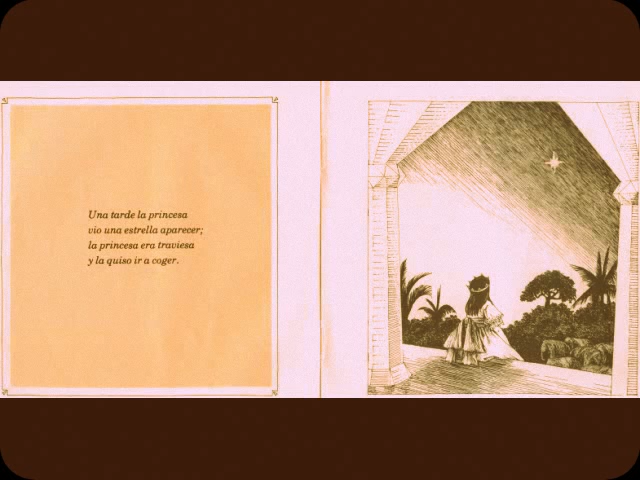 Una tarde la princesa
vio una estrella aparecer;
la princesa era traviesa
y la quiso ir a coger.